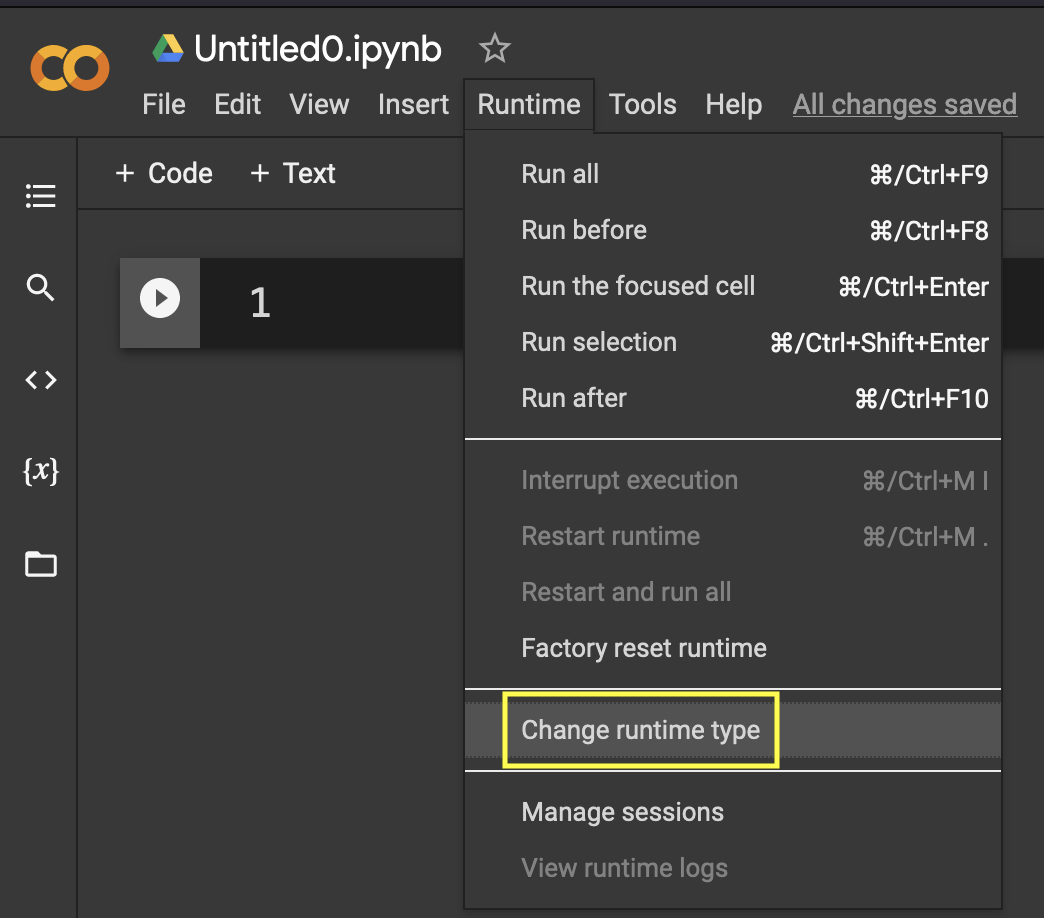 Untitled0.ipynb
File Edit View Insert Runtime Tools Help All changes saved
+ Code + Text
Run all ⌘/Ctrl+F9
Run before ⌘/Ctrl+F8
Run the focused cell ⌘/Ctrl+Enter
1
Run selection ⌘/Ctrl+Shift+Enter
Run after ⌘/Ctrl+F10
{x} Interrupt execution ⌘/Ctrl+M I
Restart runtime ⌘/Ctrl+M .
Restart and run all
Factory reset runtime
Change runtime type
Manage sessions
View runtime logs